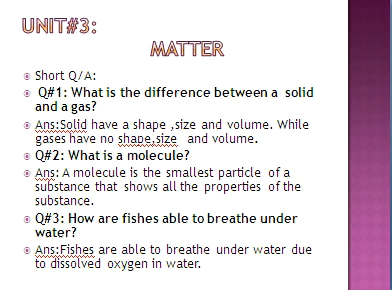 UNIT#3:
MATTER
Short Q/A:
Q#1: What is the difference between a solid
and a gas?
Ans:Solid have a shape ,size and volume. While
gases have no shape,size and volume.
Q#2: What is a molecule?
Ans: A molecule is the smallest particle of a
substance that shows all the properties of the
substance.
Q#3: How are fishes able to breathe under
water?
Ans:Fishes are able to breathe under water due
to dissolved oxygen in water.